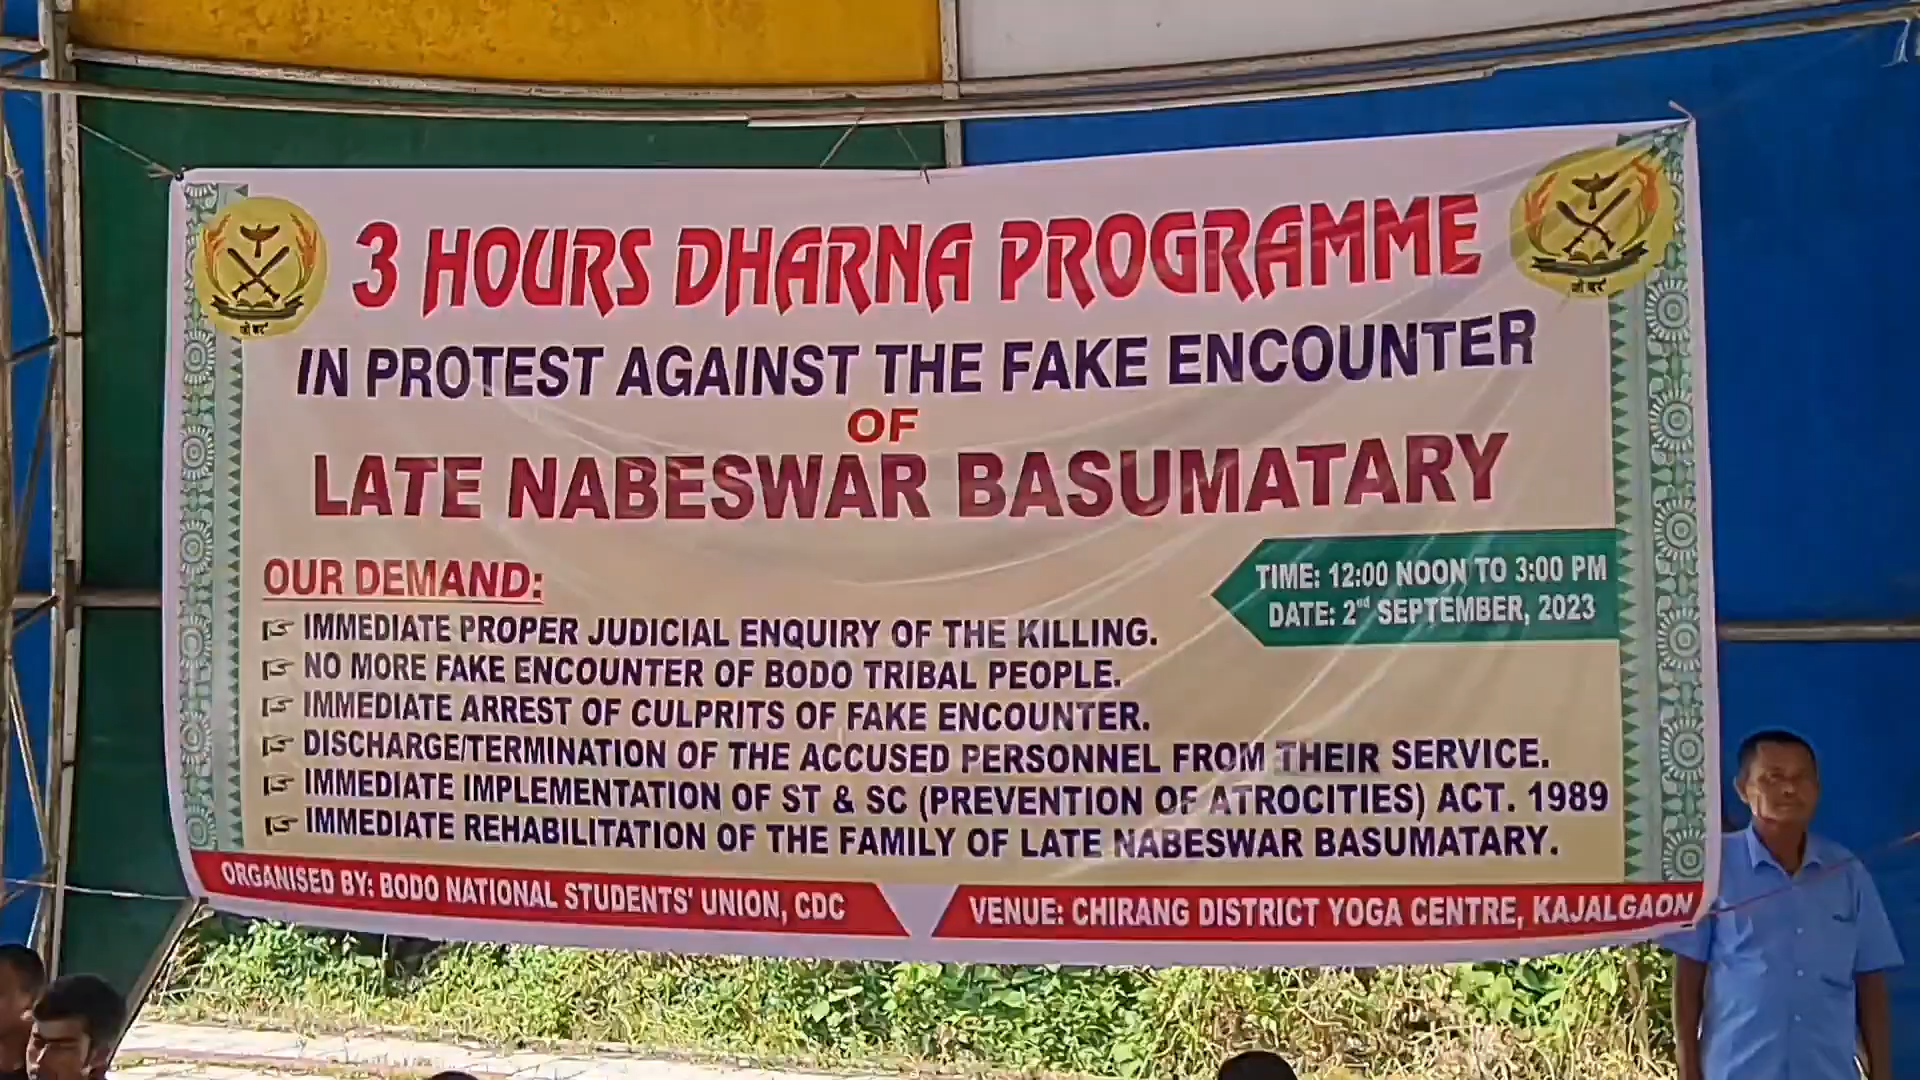 3 HOURS DHARNA PROGRAMME
IN PROTEST AGAINST THE FAKE ENCOUNTER
OF
LATE NABESWAR BASUMATARY
OUR DEMAND:
IMMEDIATE PROPER JUDICIAL ENQUIRY OF THE KILLING.
NO MORE FAKE ENCOUNTER OF BODO TRIBAL PEOPLE.
IMMEDIATE ARREST OF CULPRITS OF FAKE ENCOUNTER.
DISCHARGE/TERMINATION OF THE ACCUSED PERSONNEL FROM THEIR SERVICE.
IMMEDIATE IMPLEMENTATION OF ST & SC (PREVENTION OF ATROCITIES) ACT. 1989
IMMEDIATE REHABILITATION OF THE FAMILY OF LATE NABESWAR BASUMATARY.
TIME: 12:00 NOON TO 3:00 PM
DATE: 2nd SEPTEMBER, 2023
ORGANISED BY: BODO NATIONAL STUDENTS' UNION, CDC
VENUE: CHIRANG DISTRICT YOGA CENTRE, KAJALGAON